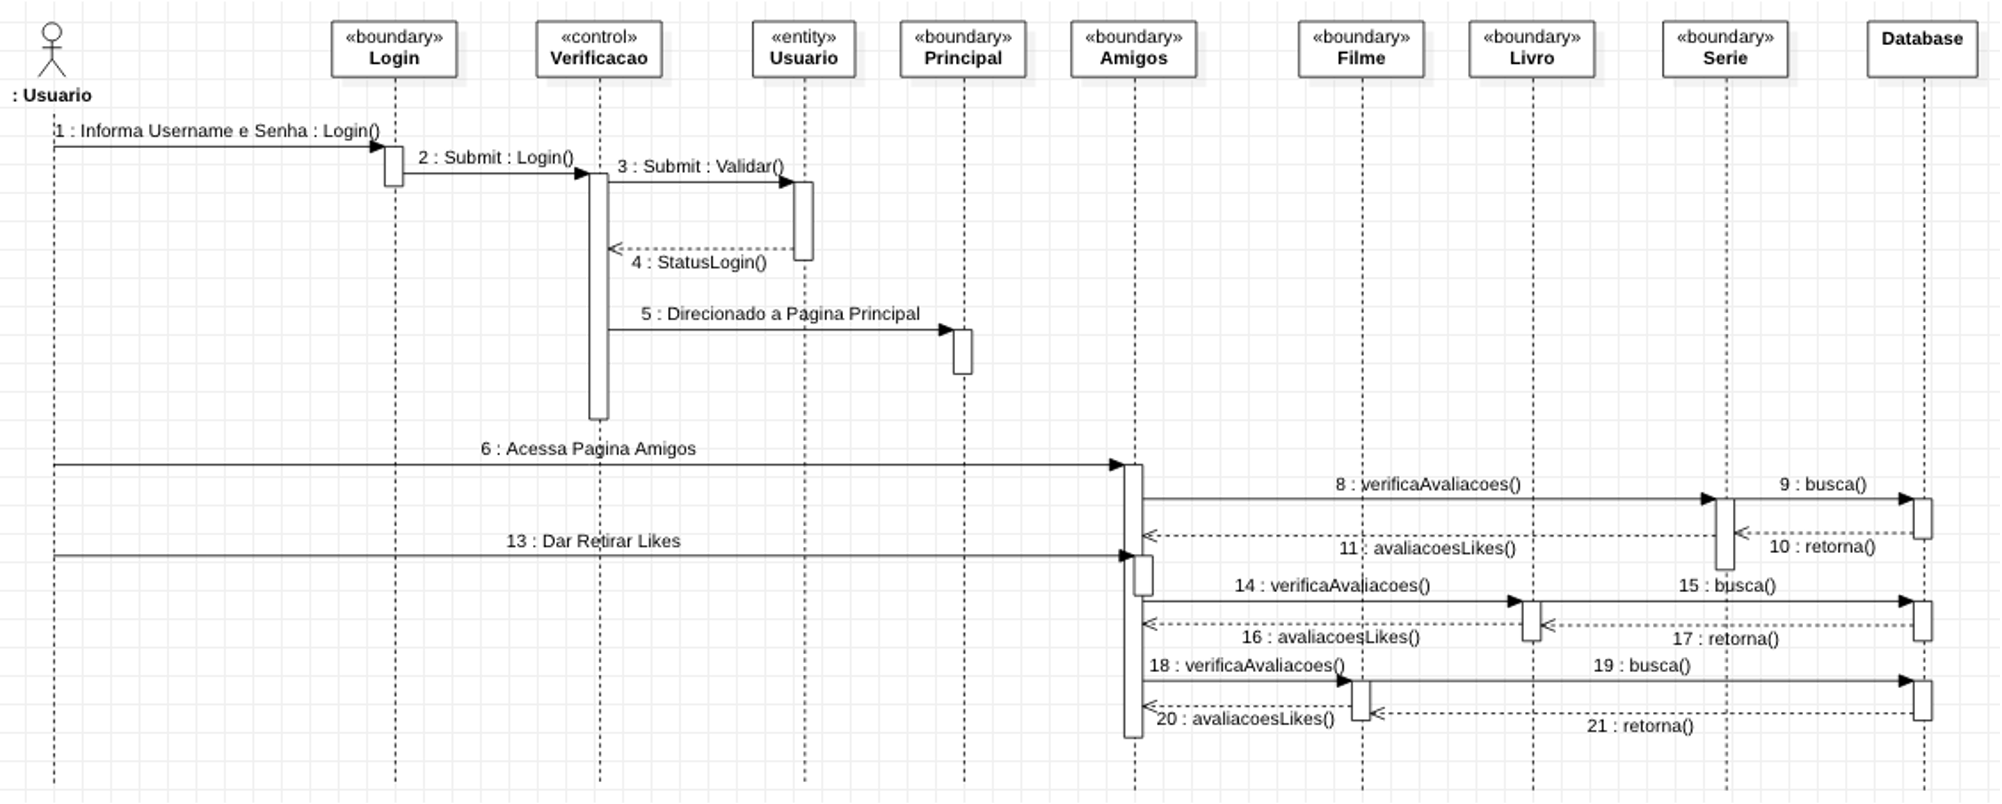 «boundary»
Login
«control»
Verificacao
«entity»
Usuario
«boundary»
Principal
«boundary»
Amigos
«boundary»
Filme
«boundary»
Livro
«boundary»
Serie
Database
: Usuario
1 : Informa Username e Senha : Login()
2 : Submit : Login()
3 : Submit : Validar()
4 : StatusLogin()
5 : Direcionado a Pagina Principal
6 : Acessa Pagina Amigos
8 : verificaAvaliacoes()
9 : busca()
10 : retorna()
11 : avaliacoesLikes()
13 : Dar Retirar Likes
14 : verificaAvaliacoes()
15 : busca()
16 : avaliacoesLikes()
17 : retorna()
18 : verificaAvaliacoes()
19 : busca()
20 : avaliacoesLikes()
21 : retorna()